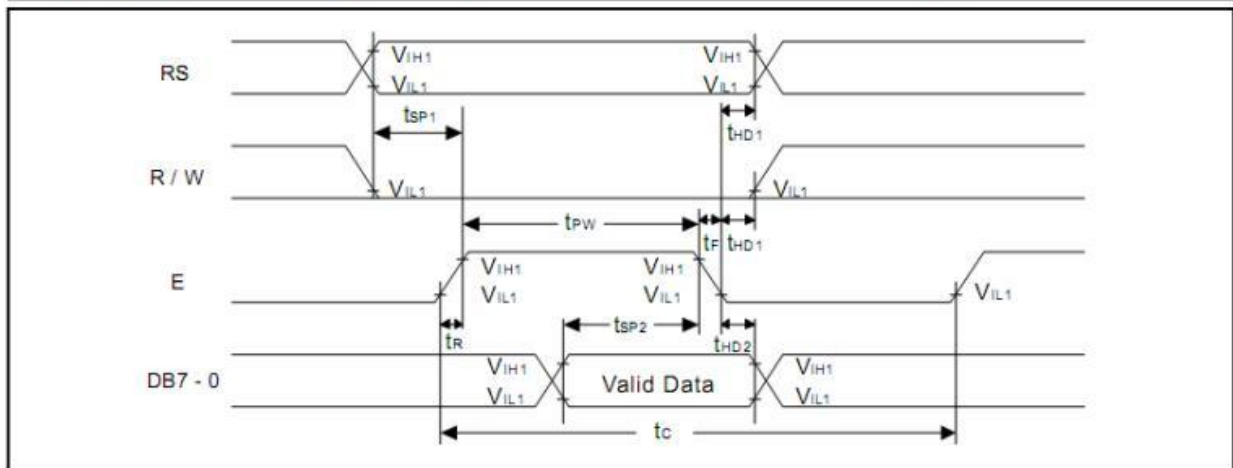 RS
VIH1 VIH1
VIL1 VIL1
tSP1 tHD1
R / W
VIL1 VIL1
tPW tF tHD1
E
VIH1 VIH1
VIL1 VIL1 VIL1
tR tSP2 tHD2
DB7 - 0
VIH1 Valid Data VIH1
VIL1 VIL1
tC